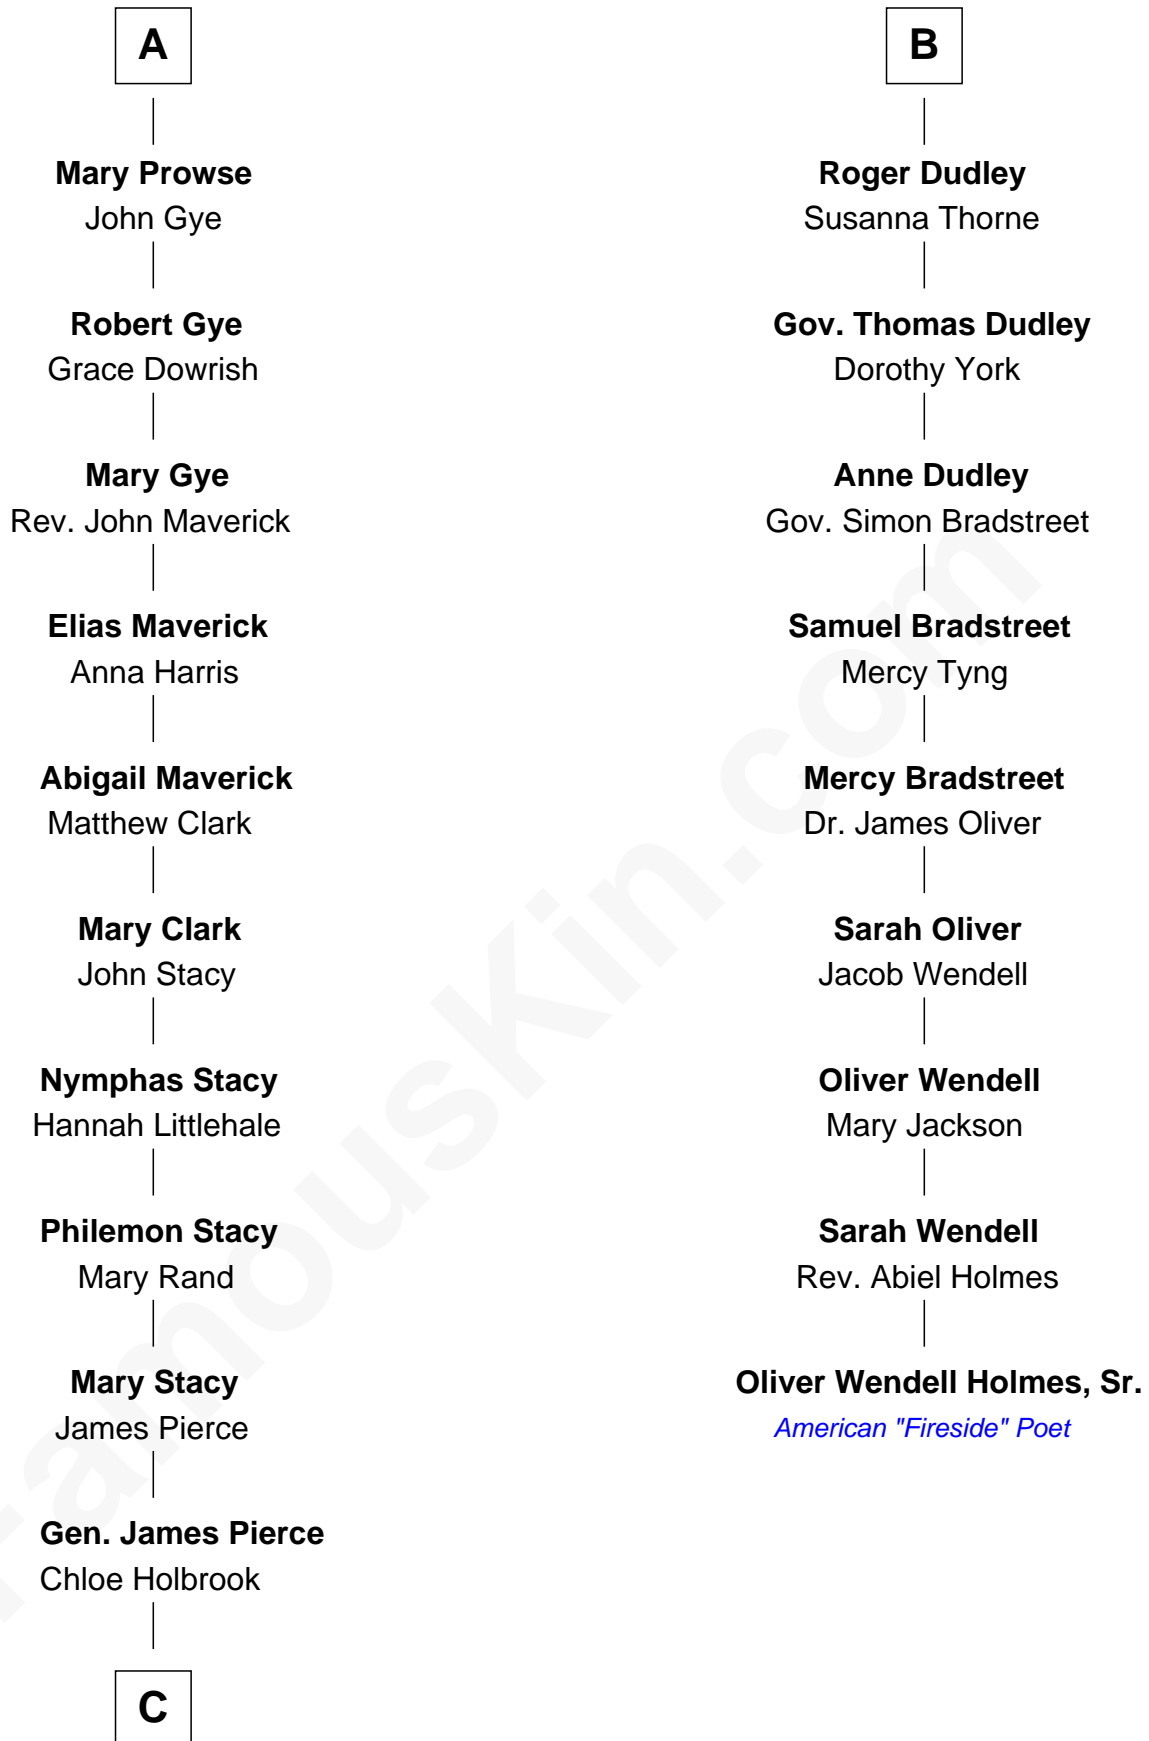 A
Mary Prowse
John Gye
Robert Gye
Grace Dowrish
Mary Gye
Rev. John Maverick
Elias Maverick
Anna Harris
Abigail Maverick
Matthew Clark
Mary Clark
John Stacy
Nymphas Stacy
Hannah Littlehale
Philemon Stacy
Mary Rand
Mary Stacy
James Pierce
Gen. James Pierce
Chloe Holbrook
C
B
Roger Dudley
Susanna Thorne
Gov. Thomas Dudley
Dorothy York
Anne Dudley
Gov. Simon Bradstreet
Samuel Bradstreet
Mercy Tyng
Mercy Bradstreet
Dr. James Oliver
Sarah Oliver
Jacob Wendell
Oliver Wendell
Mary Jackson
Sarah Wendell
Rev. Abiel Holmes
Oliver Wendell Holmes, Sr.
American "Fireside" Poet
FamousKin.com